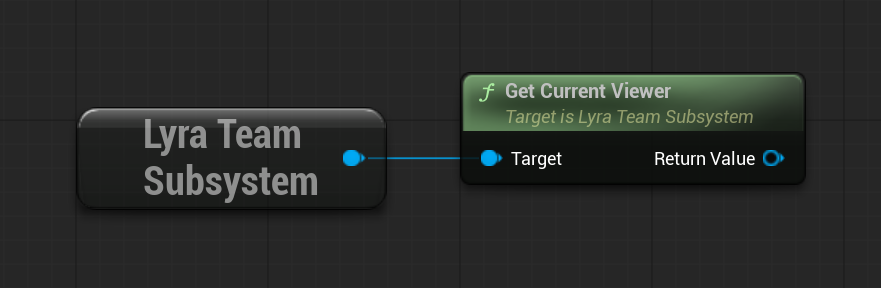 Lyra Team
Subsystem
f Get Current Viewer
Target is Lyra Team Subsystem
Target Return Value